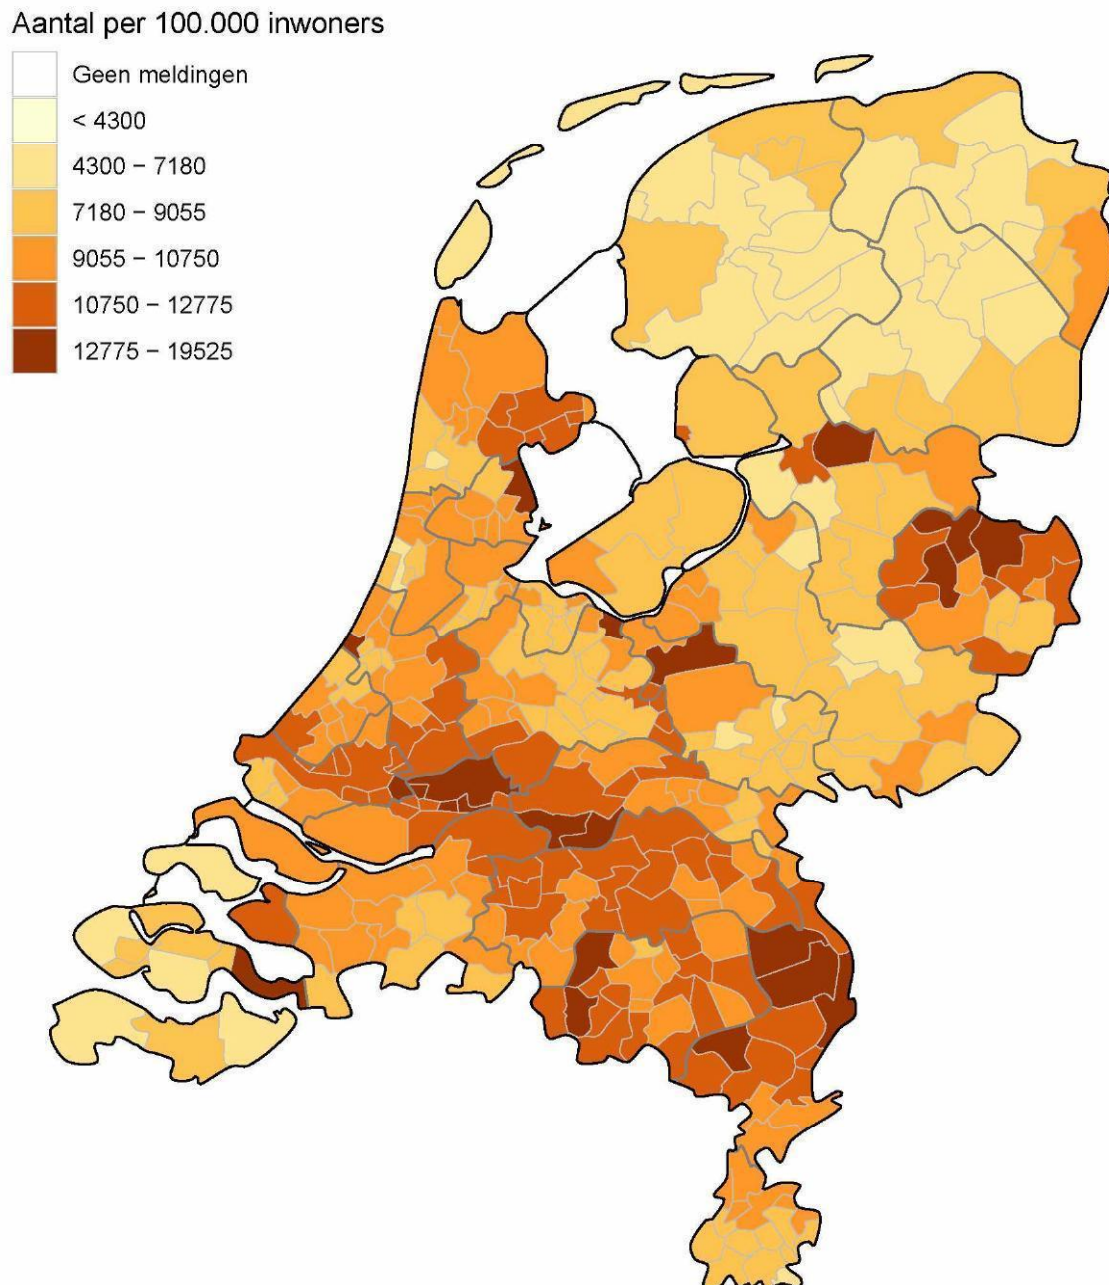 Aantal per 100.000 inwoners
Geen meldingen
< 4300
4300 – 7180
7180 – 9055
9055 – 10750
10750 – 12775
12775 – 19525